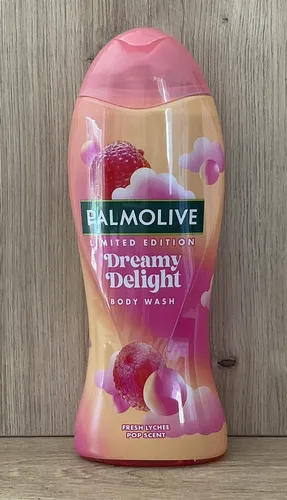 PALMOLIVE
LIMITED EDITION
Dreamy
Delight
BODY WASH
FRESH LYCHEE
POP SCENT